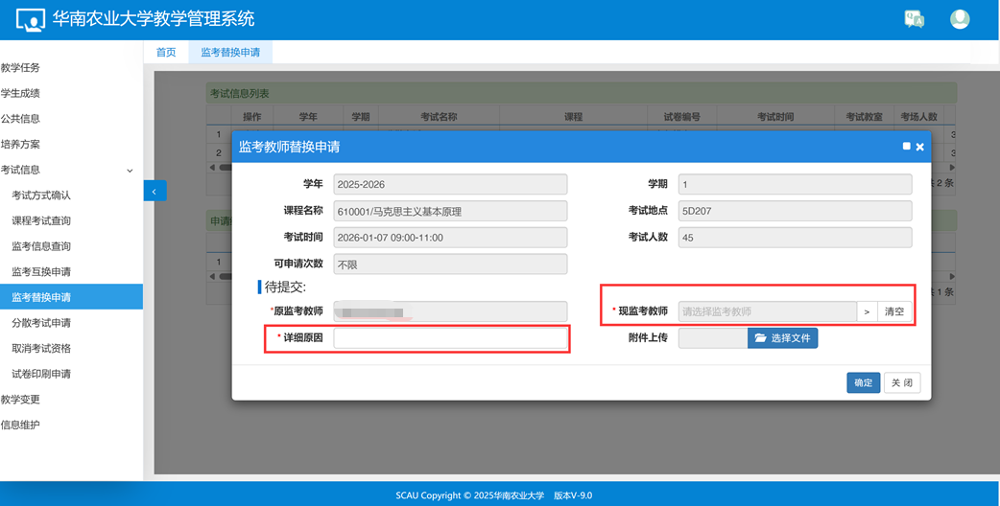 华南农业大学教学管理系统
首页 监考替换申请
教学任务
学生成绩
公共信息
培养方案
考试信息
考试方式确认
课程考试查询
监考信息查询
监考互换申请
监考替换申请
分散考试申请
取消考试资格
试卷印刷申请
教学变更
信息维护
考试信息列表
操作 学年 学期 考试名称 课程 试卷编号 考试时间 考试教室 考场人数
1 3
2 3
共 2 条
申请
1
共 1 条
监考教师替换申请
学年 2025-2026 学期 1
课程名称 610001/马克思主义基本原理 考试地点 5D207
考试时间 2026-01-07 09:00-11:00 考试人数 45
可申请次数 不限
待提交:
*原监考教师 * 现监考教师 请选择监考教师 > 清空
* 详细原因 附件上传 选择文件
确定 关 闭
SCAU Copyright © 2025华南农业大学 版本V-9.0